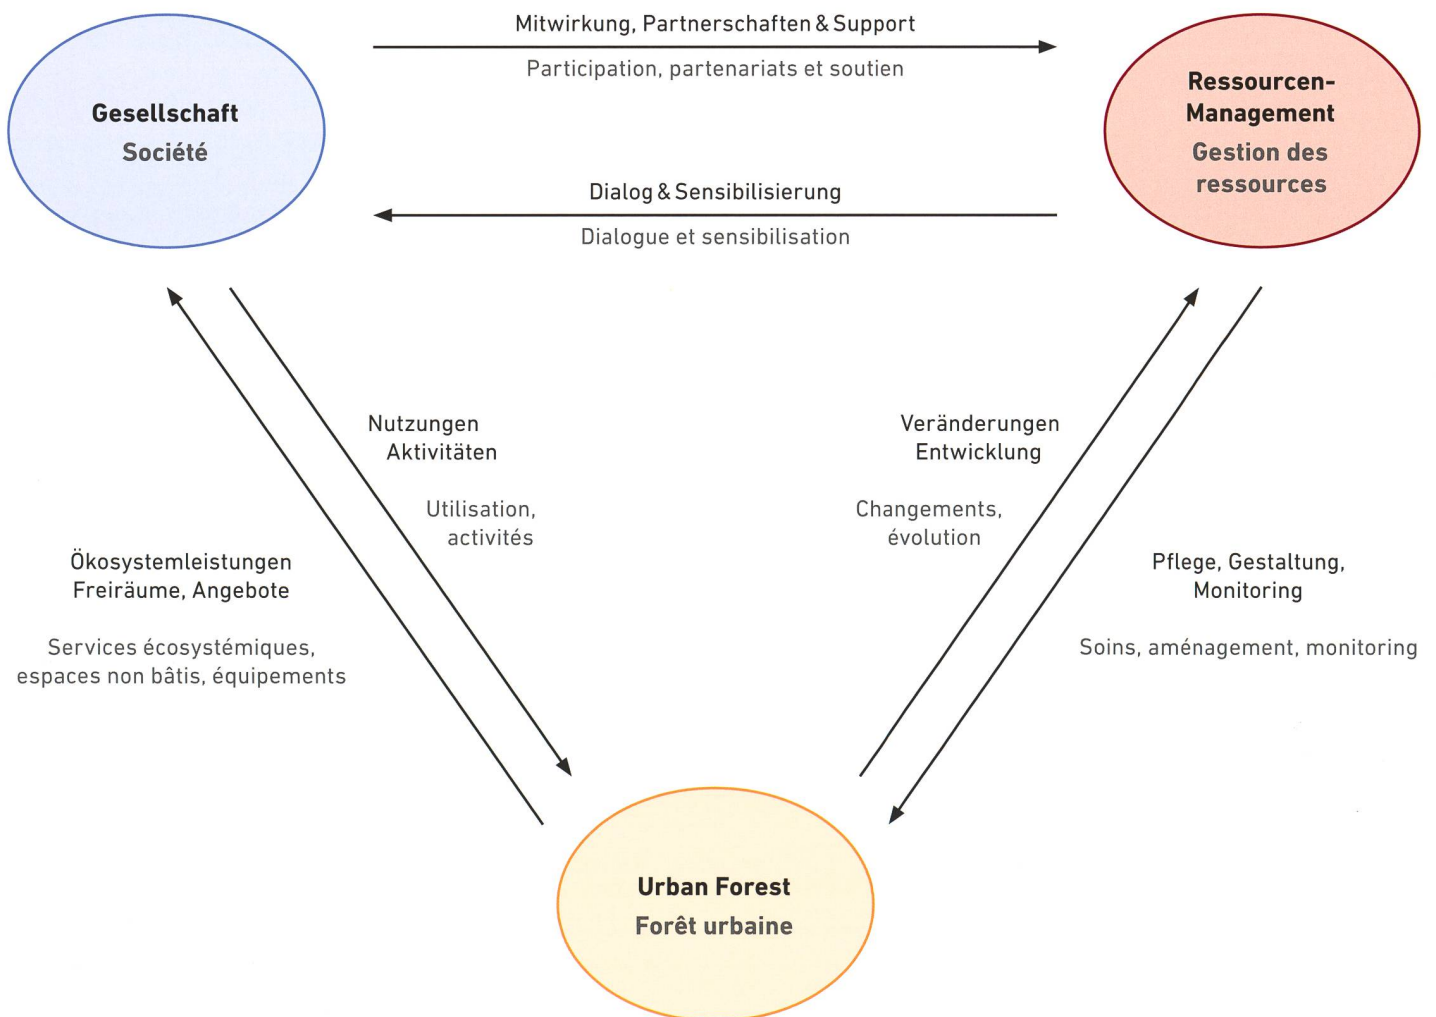 Mitwirkung, Partnerschaften & Support
Participation, partenariats et soutien
Gesellschaft
Société
Ressourcen-
Management
Gestion des
ressources
Dialog & Sensibilisierung
Dialogue et sensibilisation
Nutzungen
Aktivitäten
Utilisation,
activités
Veränderungen
Entwicklung
Changements,
évolution
Ökosystemleistungen
Freiräume, Angebote
Services écosystémiques,
espaces non bâtis, équipements
Pflege, Gestaltung,
Monitoring
Soins, aménagement, monitoring
Urban Forest
Forêt urbaine